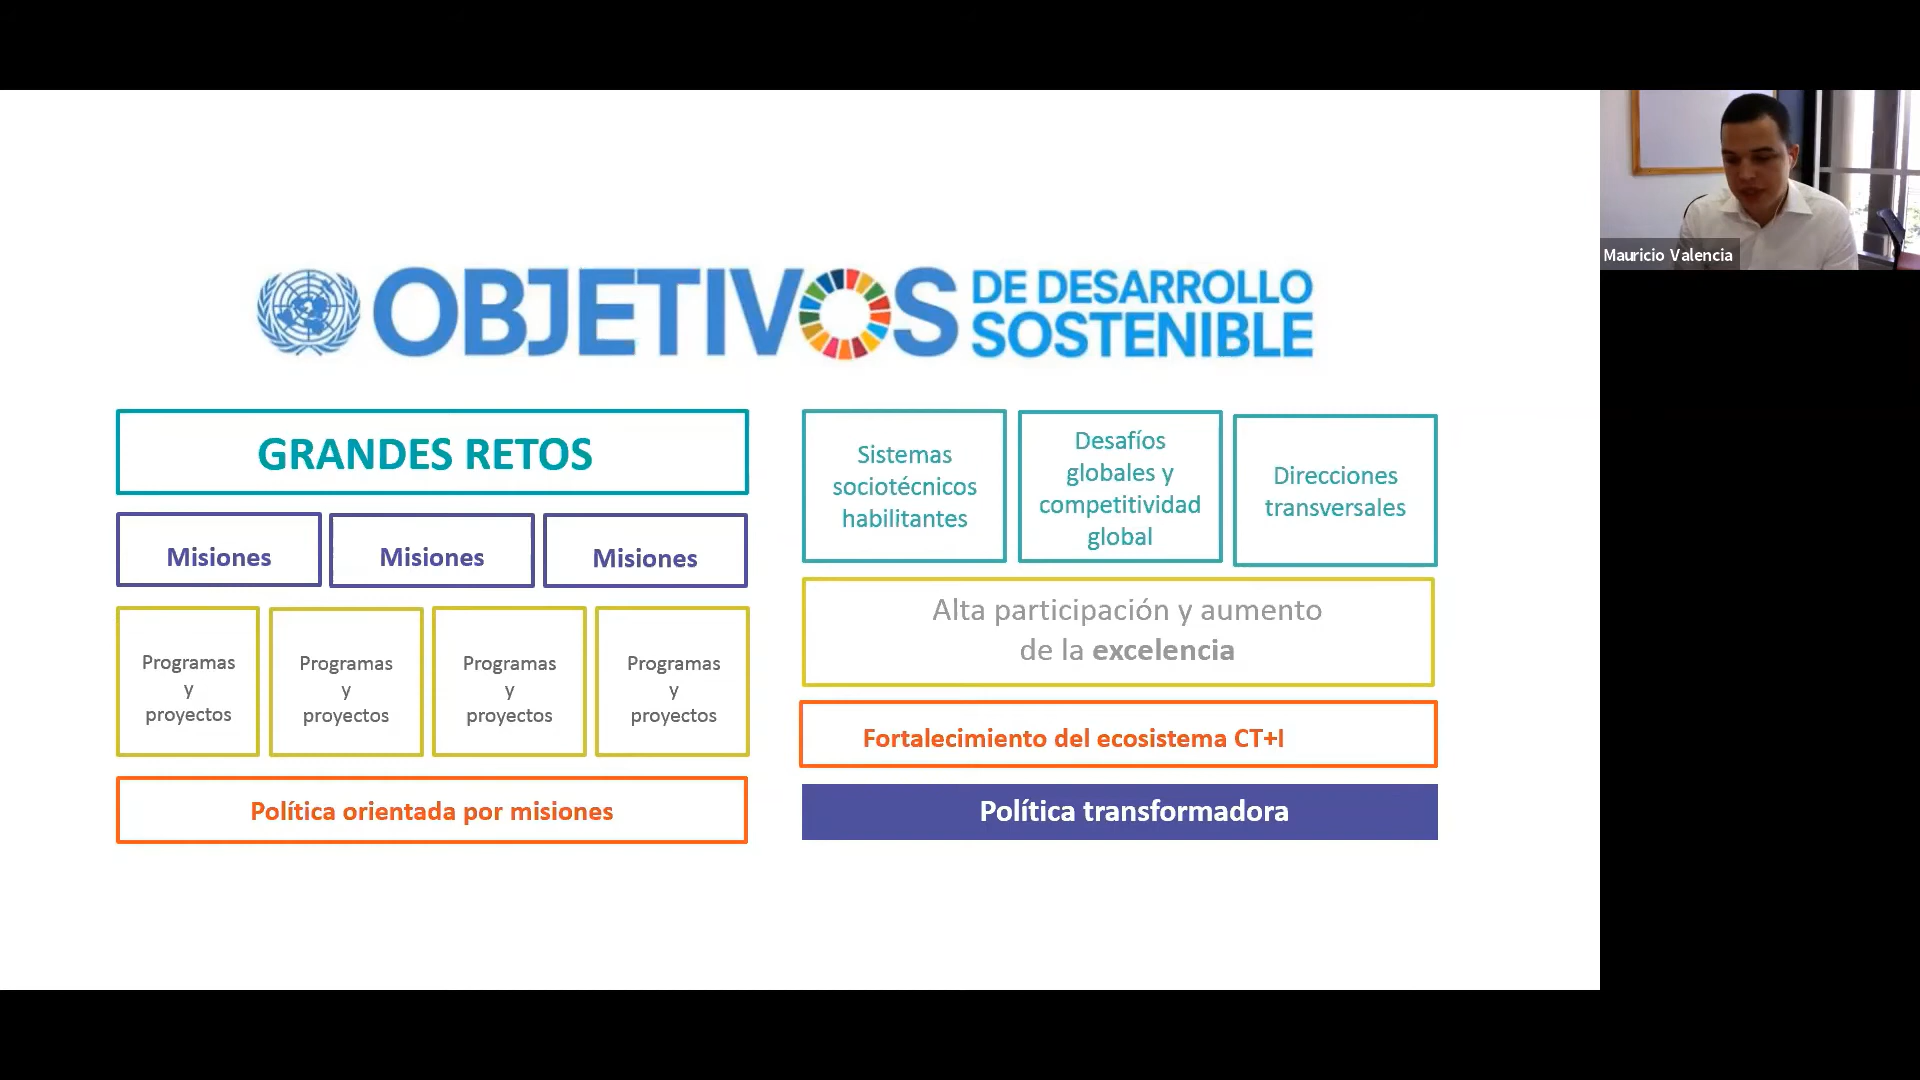 OBJETIVOS DE DESARROLLO
SOSTENIBLE
GRANDES RETOS
Misiones
Misiones
Misiones
Programas
y
proyectos
Programas
y
proyectos
Programas
y
proyectos
Programas
y
proyectos
Política orientada por misiones
Sistemas
sociotécnicos
habilitantes
Desafíos
globales y
competitividad
global
Direcciones
transversales
Alta participación y aumento
de la excelencia
Fortalecimiento del ecosistema CT+I
Política transformadora
Mauricio Valencia